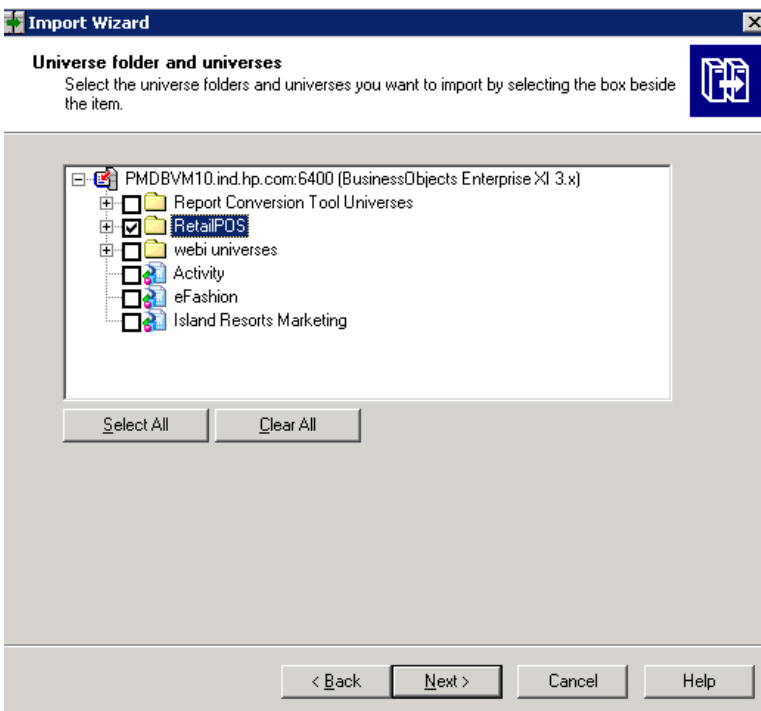 Import Wizard
Universe folder and universes
Select the universe folders and universes you want to import by selecting the box beside
the item.
PMDBVM10.ind.hp.com:6400 (BusinessObjects Enterprise XI 3.x)
Report Conversion Tool Universes
RetailPOS
webi universes
Activity
eFashion
Island Resorts Marketing
Select All Clear All
< Back Next > Cancel Help